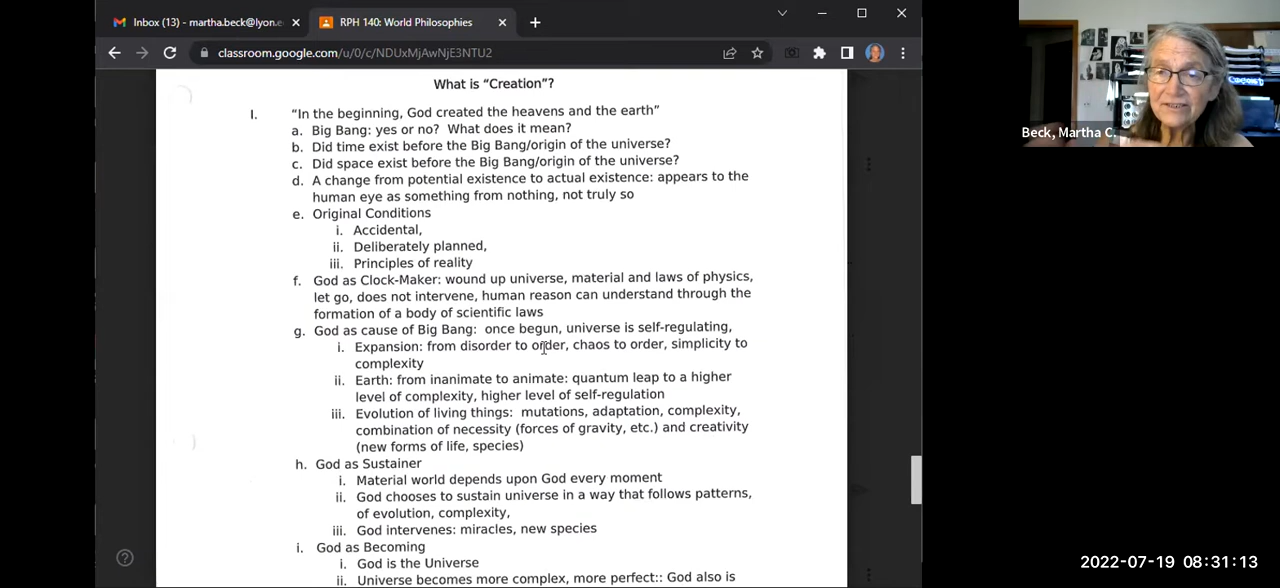 Inbox (13) - martha.beck@lyon.e
RPH 140: World Philosophies
classroom.google.com/u/0/c/NDUxMjAwNjE3NTU2
What is “Creation”?
I. “In the beginning, God created the heavens and the earth”
a. Big Bang: yes or no? What does it mean?
b. Did time exist before the Big Bang/origin of the universe?
c. Did space exist before the Big Bang/origin of the universe?
d. A change from potential existence to actual existence: appears to the
human eye as something from nothing, not truly so
e. Original Conditions
i. Accidental,
ii. Deliberately planned,
iii. Principles of reality
f. God as Clock-Maker: wound up universe, material and laws of physics,
let go, does not intervene, human reason can understand through the
formation of a body of scientific laws
g. God as cause of Big Bang: once begun, universe is self-regulating,
i. Expansion: from disorder to order, chaos to order, simplicity to
complexity
ii. Earth: from inanimate to animate: quantum leap to a higher
level of complexity, higher level of self-regulation
iii. Evolution of living things: mutations, adaptation, complexity,
combination of necessity (forces of gravity, etc.) and creativity
(new forms of life, species)
h. God as Sustainer
i. Material world depends upon God every moment
ii. God chooses to sustain universe in a way that follows patterns,
of evolution, complexity,
iii. God intervenes: miracles, new species
i. God as Becoming
i. God is the Universe
ii. Universe becomes more complex, more perfect:: God also is
Beck, Martha C.
2022-07-19 08:31:13